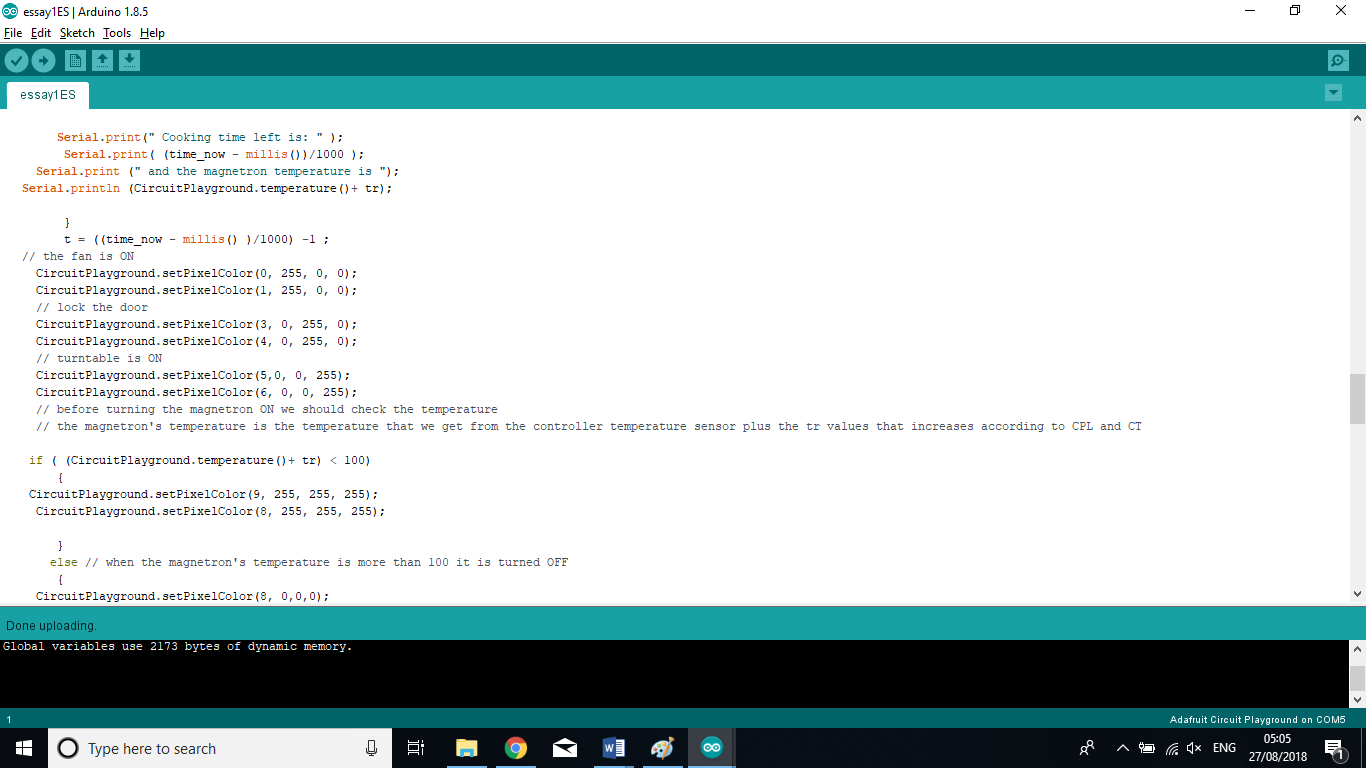 essay1ES | Arduino 1.8.5
File Edit Sketch Tools Help
essay1ES
Serial.print(" Cooking time left is: " );
Serial.print( (time_now - millis())/1000 );
Serial.print (" and the magnetron temperature is ");
Serial.println (CircuitPlayground.temperature()+ tr);
}
t = ((time_now - millis() )/1000) -1 ;
// the fan is ON
CircuitPlayground.setPixelColor(0, 255, 0, 0);
CircuitPlayground.setPixelColor(1, 255, 0, 0);
// lock the door
CircuitPlayground.setPixelColor(3, 0, 255, 0);
CircuitPlayground.setPixelColor(4, 0, 255, 0);
// turntable is ON
CircuitPlayground.setPixelColor(5,0, 0, 255);
CircuitPlayground.setPixelColor(6, 0, 0, 255);
// before turning the magnetron ON we should check the temperature
// the magnetron's temperature is the temperature that we get from the controller temperature sensor plus the tr values that increases according to CPL and CT
if ( (CircuitPlayground.temperature()+ tr) < 100)
{
CircuitPlayground.setPixelColor(9, 255, 255, 255);
CircuitPlayground.setPixelColor(8, 255, 255, 255);
}
else // when the magnetron's temperature is more than 100 it is turned OFF
{
CircuitPlayground.setPixelColor(8, 0,0,0);
Done uploading.
Global variables use 2173 bytes of dynamic memory.
1
Adafruit Circuit Playground on COM5
Type here to search
ENG
05:05
27/08/2018
1